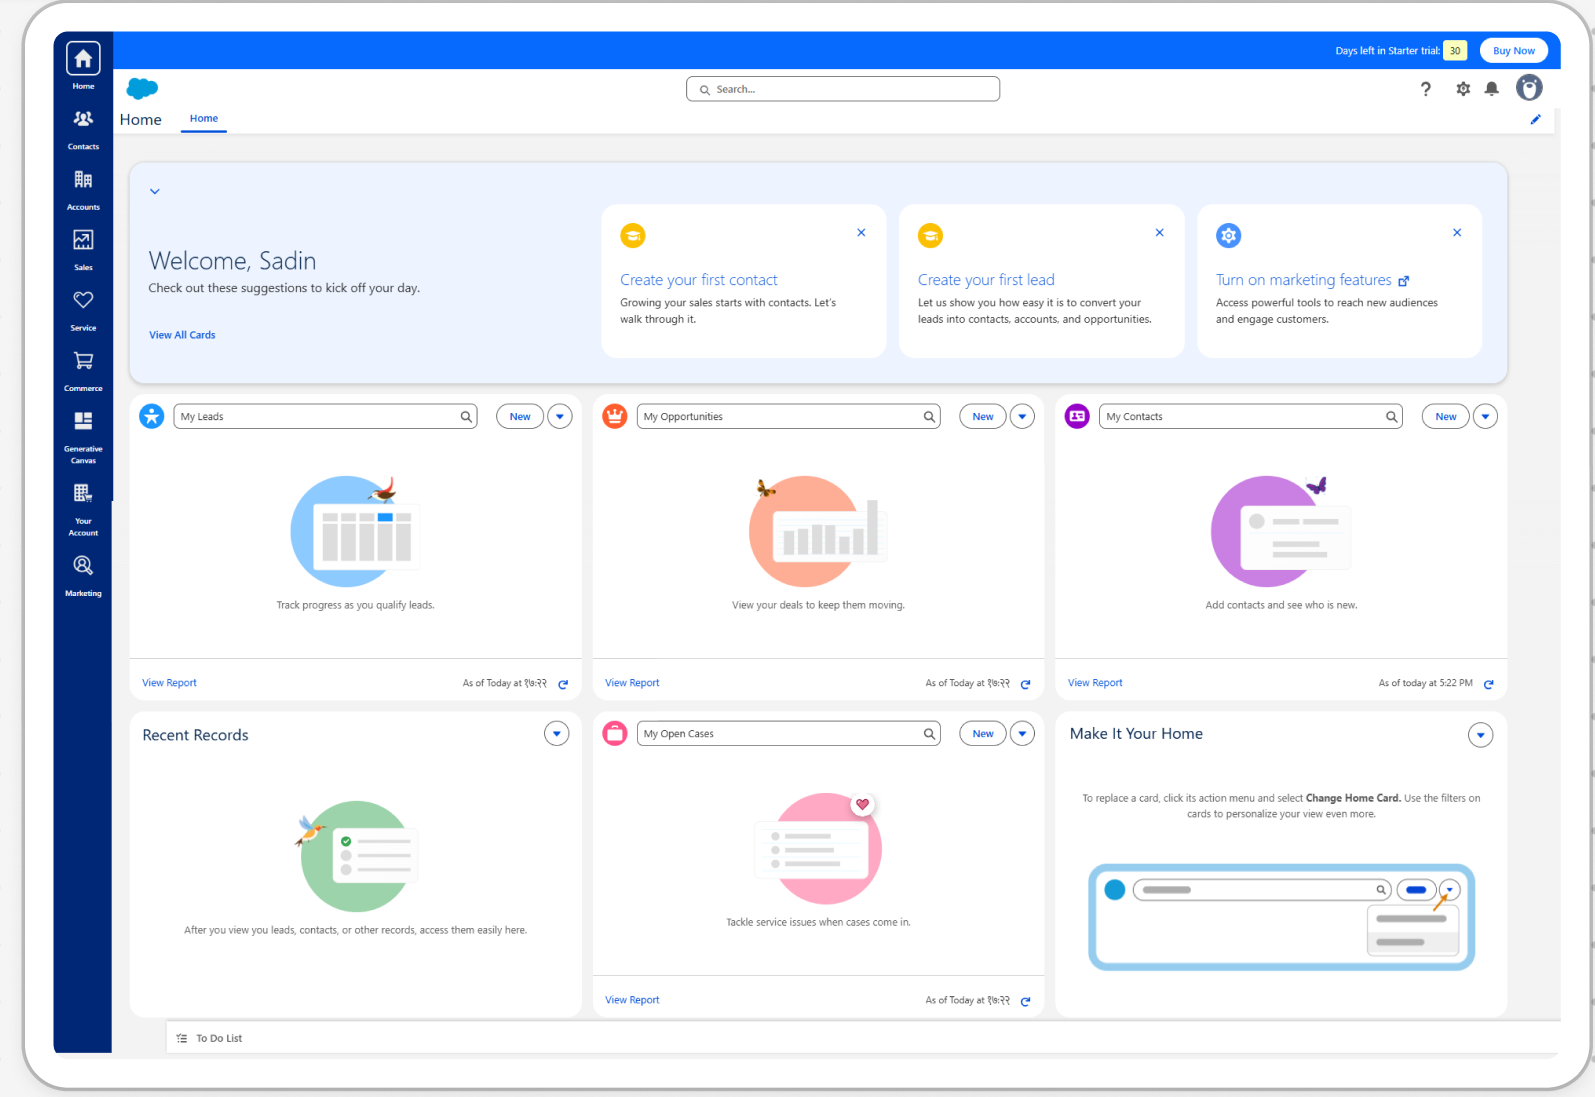 Days left in Starter trial: 30 Buy Now
Search...
Home Home
Home
Contacts
Accounts
Sales
Service
Commerce
Generative
Canvas
Your
Account
Marketing
Welcome, Sadin
Check out these suggestions to kick off your day.
View All Cards
Create your first contact
Growing your sales starts with contacts. Let's
walk through it.
Create your first lead
Let us show you how easy it is to convert your
leads into contacts, accounts, and opportunities.
Turn on marketing features
Access powerful tools to reach new audiences
and engage customers.
My Leads New
Track progress as you qualify leads.
View Report As of Today at १७:२२
My Opportunities New
View your deals to keep them moving.
View Report As of Today at १७:२२
My Contacts New
Add contacts and see who is new.
View Report As of today at 5:22 PM
Recent Records
After you view you leads, contacts, or other records, access them easily here.
My Open Cases New
Tackle service issues when cases come in.
View Report As of Today at १७:२२
Make It Your Home
To replace a card, click its action menu and select Change Home Card. Use the filters on
cards to personalize your view even more.
To Do List